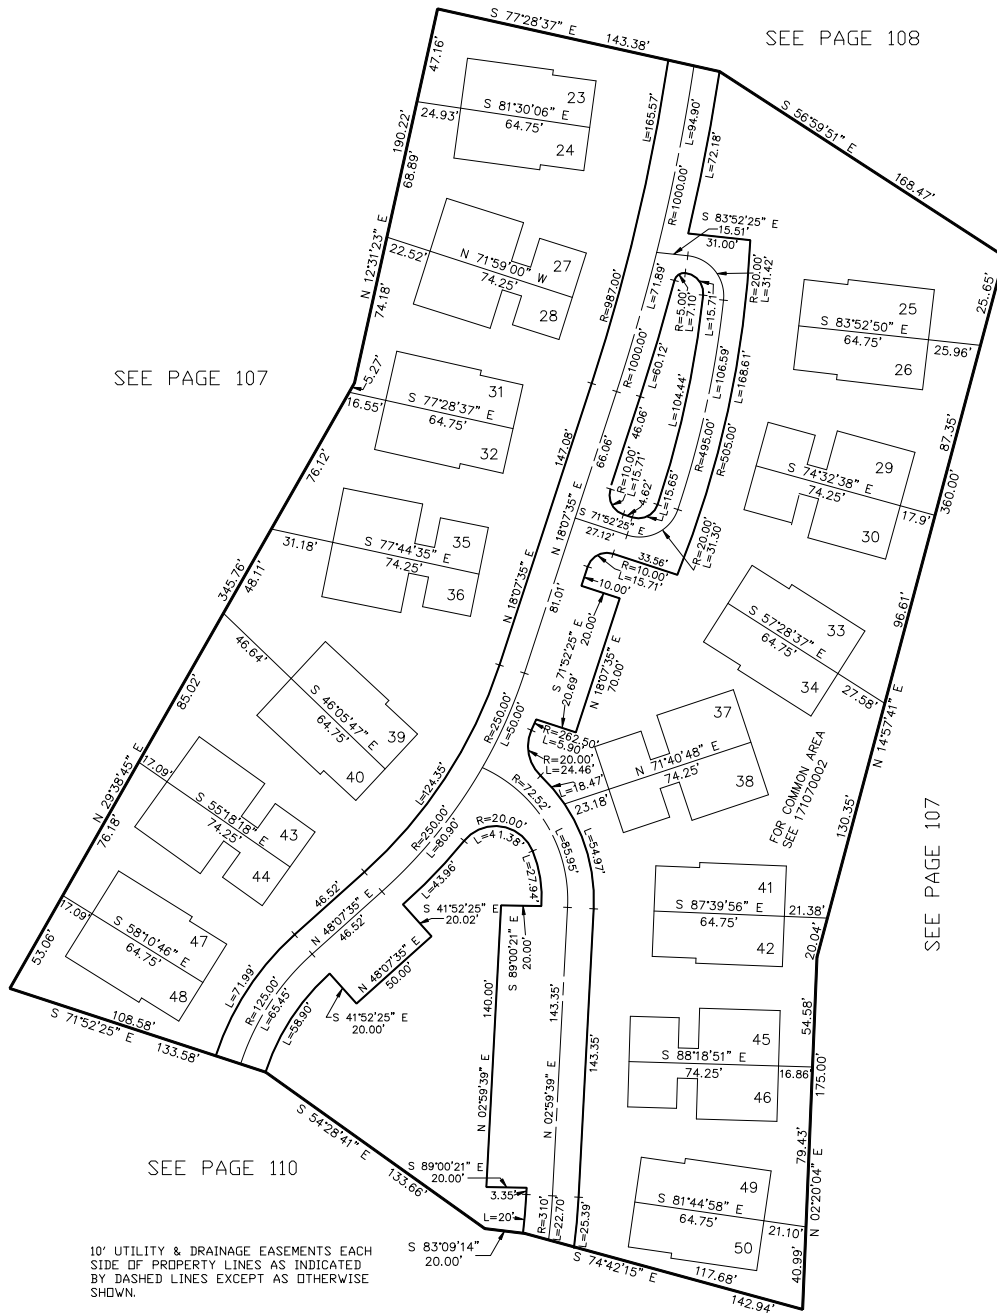 S 77°28'37" E
143.38'
SEE PAGE 108
47.16'
190.22'
24.93'
S 81°30'06" E
64.75'
23
24
68.89'
L=165.57'
L=94.90'
L=72.18'
R=1000.00'
S 56°59'51" E
168.47'
N 12°31'23" E
22.52'
N 71°59'00" W
74.25'
27
28
74.18'
R=987.00'
L=71.89'
S 83°52'25" E
15.51'
31.00'
R=20.00'
L=31.42'
R=5.00'
L=7.10'
L=15.71'
25..65'
25
S 83°52'50" E
64.75'
26
25.96'
SEE PAGE 107
5.27'
16.55'
31
S 77°28'37" E
64.75'
32
R=1000.00'
L=60.12'
46.06'
L=104.44'
L=106.59'
L=168.61'
R=495.00'
R=505.00'
87.35'
360.00'
76.12'
147.08'
66.06'
R=10.00'
L=15.71'
4.62'
L=15.65'
29
S 74°32'38" E
74.25'
30
17.9'
31.18'
35
S 77°44'35" E
74.25'
36
N 18°07'35" E
S 71°52'25" E
27.12'
R=20.00'
L=31.30'
33.56'
R=10.00'
L=15.71'
10.00'
345.76'
48.11'
N 18°07'35" E
81.01'
20.00'
S 71°52'25" E
20.69'
N 18°07'35" E
70.00'
33
S 57°28'37" E
64.75'
34
27.58'
96.61'
N 14°57'41" E
46.64'
S 46°05'47" E
64.75'
39
40
85.02'
R=250.00'
L=50.00'
R=262.50'
L=5.90'
R=20.00'
L=24.46'
L=18.47'
37
N 71°40'48" E
74.25'
38
23.18'
N 29°38'45" E
17.09'
S 55°18'18" E
74.25'
43
44
76.18'
L=124.35'
R=250.00'
L=80.90'
R=72.52'
R=20.00'
L=41.38'
L=27.94'
L=85.95'
L=54.97'
FOR COMMON AREA
SEE 171070002
130.35'
SEE PAGE 107
46.52'
L=43.96'
S 41°52'25" E
20.02'
41
S 87°39'56" E
64.75'
42
21.38'
20.04'
17.09'
47
S 58°10'46" E
64.75'
48
53.06'
N 48°07'35" E
46.52'
N 48°07'35" E
50.00'
S 89°00'21" E
20.00'
L=71.99'
R=125.00'
L=65.45'
L=58.90'
S 41°52'25" E
20.00'
140.00'
143.35'
143.35'
54.58'
175.00'
S 71°52'25" E
108.58'
133.58'
45
S 88°18'51" E
74.25'
46
16.86'
N 02°59'39" E
N 02°59'39" E
S 54°28'41" E
133.66'
79.43'
N 02°20'04" E
SEE PAGE 110
S 89°00'21" E
20.00'
3.35'
L=20'
R=310'
L=22.70'
L=25.39'
49
S 81°44'58" E
64.75'
50
21.10'
40.99'
S 83°09'14"
20.00'
S 74°42'15" E
117.68'
142.94'
10' UTILITY & DRAINAGE EASEMENTS EACH
SIDE OF PROPERTY LINES AS INDICATED
BY DASHED LINES EXCEPT AS OTHERWISE
SHOWN.